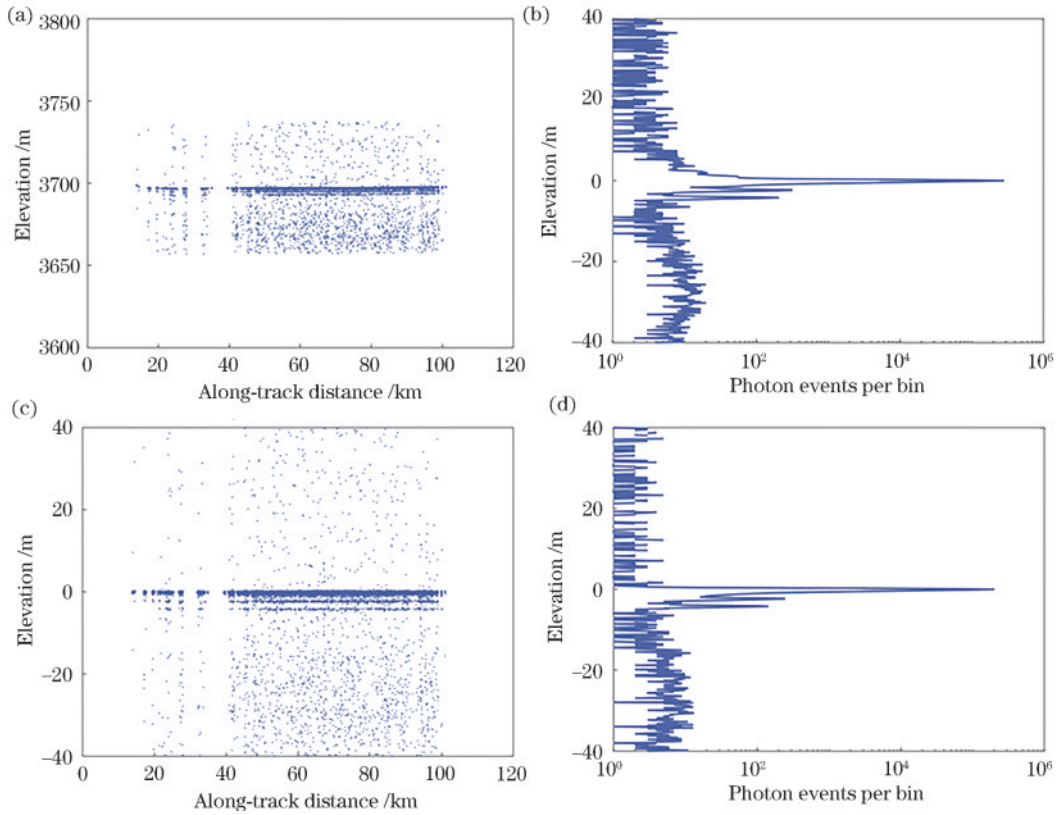 (a)
3800
3750
3700
3650
3600
Elevation /m
0 20 40 60 80 100 120
Along-track distance /km
(b)
40
20
0
−20
−40
Elevation /m
10⁰ 10² 10⁴ 10⁶
Photon events per bin
(c)
40
20
0
−20
−40
Elevation /m
0 20 40 60 80 100 120
Along-track distance /km
(d)
40
20
0
−20
−40
Elevation /m
10⁰ 10² 10⁴ 10⁶
Photon events per bin